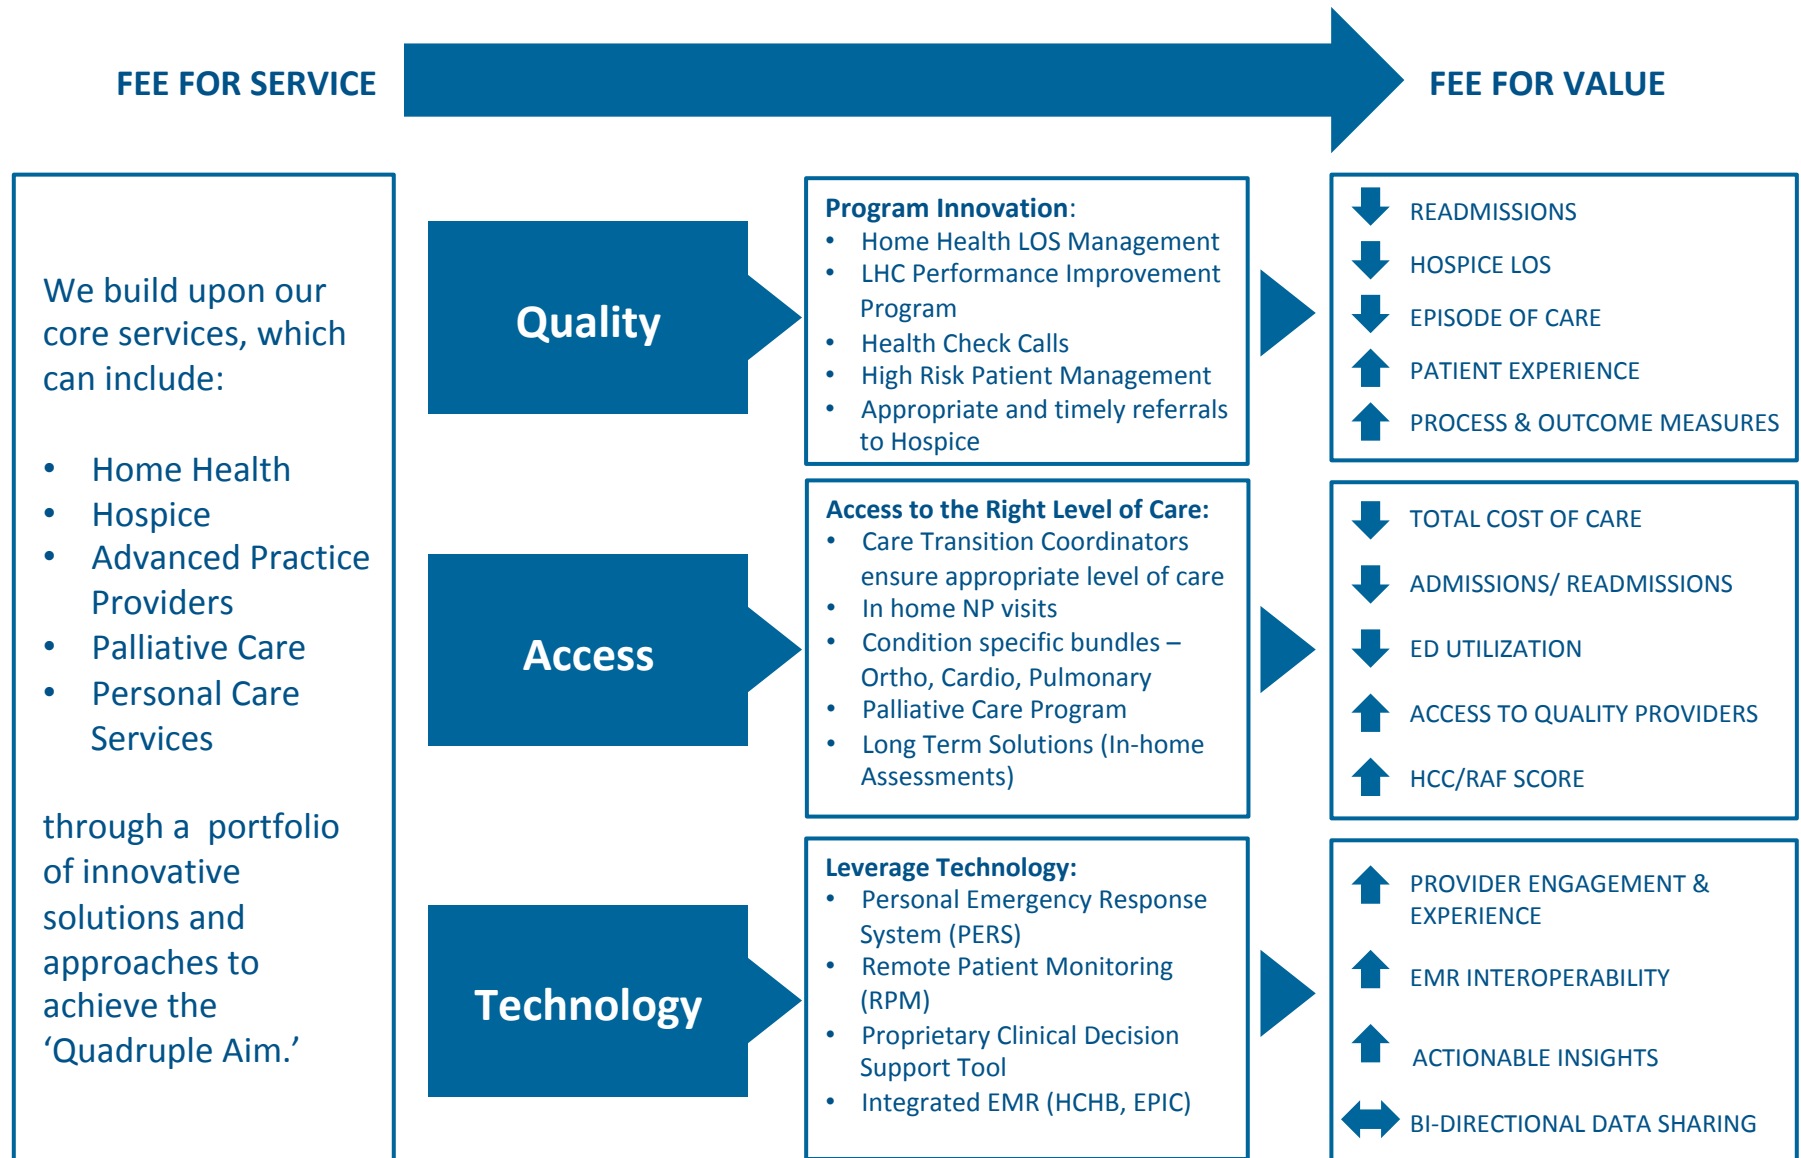 FEE FOR SERVICE
FEE FOR VALUE
We build upon our
core services, which
can include:
• Home Health
• Hospice
• Advanced Practice
Providers
• Palliative Care
• Personal Care
Services
through a portfolio
of innovative
solutions and
approaches to
achieve the
‘Quadruple Aim.’
Quality
Program Innovation:
• Home Health LOS Management
• LHC Performance Improvement
Program
• Health Check Calls
• High Risk Patient Management
• Appropriate and timely referrals
to Hospice
READMISSIONS
HOSPICE LOS
EPISODE OF CARE
PATIENT EXPERIENCE
PROCESS & OUTCOME MEASURES
Access
Access to the Right Level of Care:
• Care Transition Coordinators
ensure appropriate level of care
• In home NP visits
• Condition specific bundles –
Ortho, Cardio, Pulmonary
• Palliative Care Program
• Long Term Solutions (In-home
Assessments)
TOTAL COST OF CARE
ADMISSIONS/ READMISSIONS
ED UTILIZATION
ACCESS TO QUALITY PROVIDERS
HCC/RAF SCORE
Technology
Leverage Technology:
• Personal Emergency Response
System (PERS)
• Remote Patient Monitoring
(RPM)
• Proprietary Clinical Decision
Support Tool
• Integrated EMR (HCHB, EPIC)
PROVIDER ENGAGEMENT &
EXPERIENCE
EMR INTEROPERABILITY
ACTIONABLE INSIGHTS
BI-DIRECTIONAL DATA SHARING